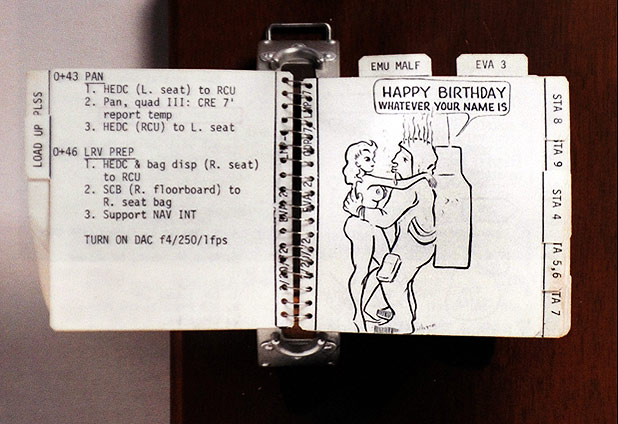 LOAD UP PLSS
0+43 PAN
1. HEDC (L. seat) to RCU
2. Pan, quad III: CRE 7'
report temp
3. HEDC (RCU) to L. seat
0+46 LRV PREP
1. HEDC & bag disp (R. seat)
to RCU
2. SCB (R. floorboard) to
R. seat bag
3. Support NAV INT
TURN ON DAC f4/250/1fps
EMU MALF
EVA 3
HAPPY BIRTHDAY
WHATEVER YOUR NAME IS
STA 8
TA 9
STA 4
TA 5,6
TA 7